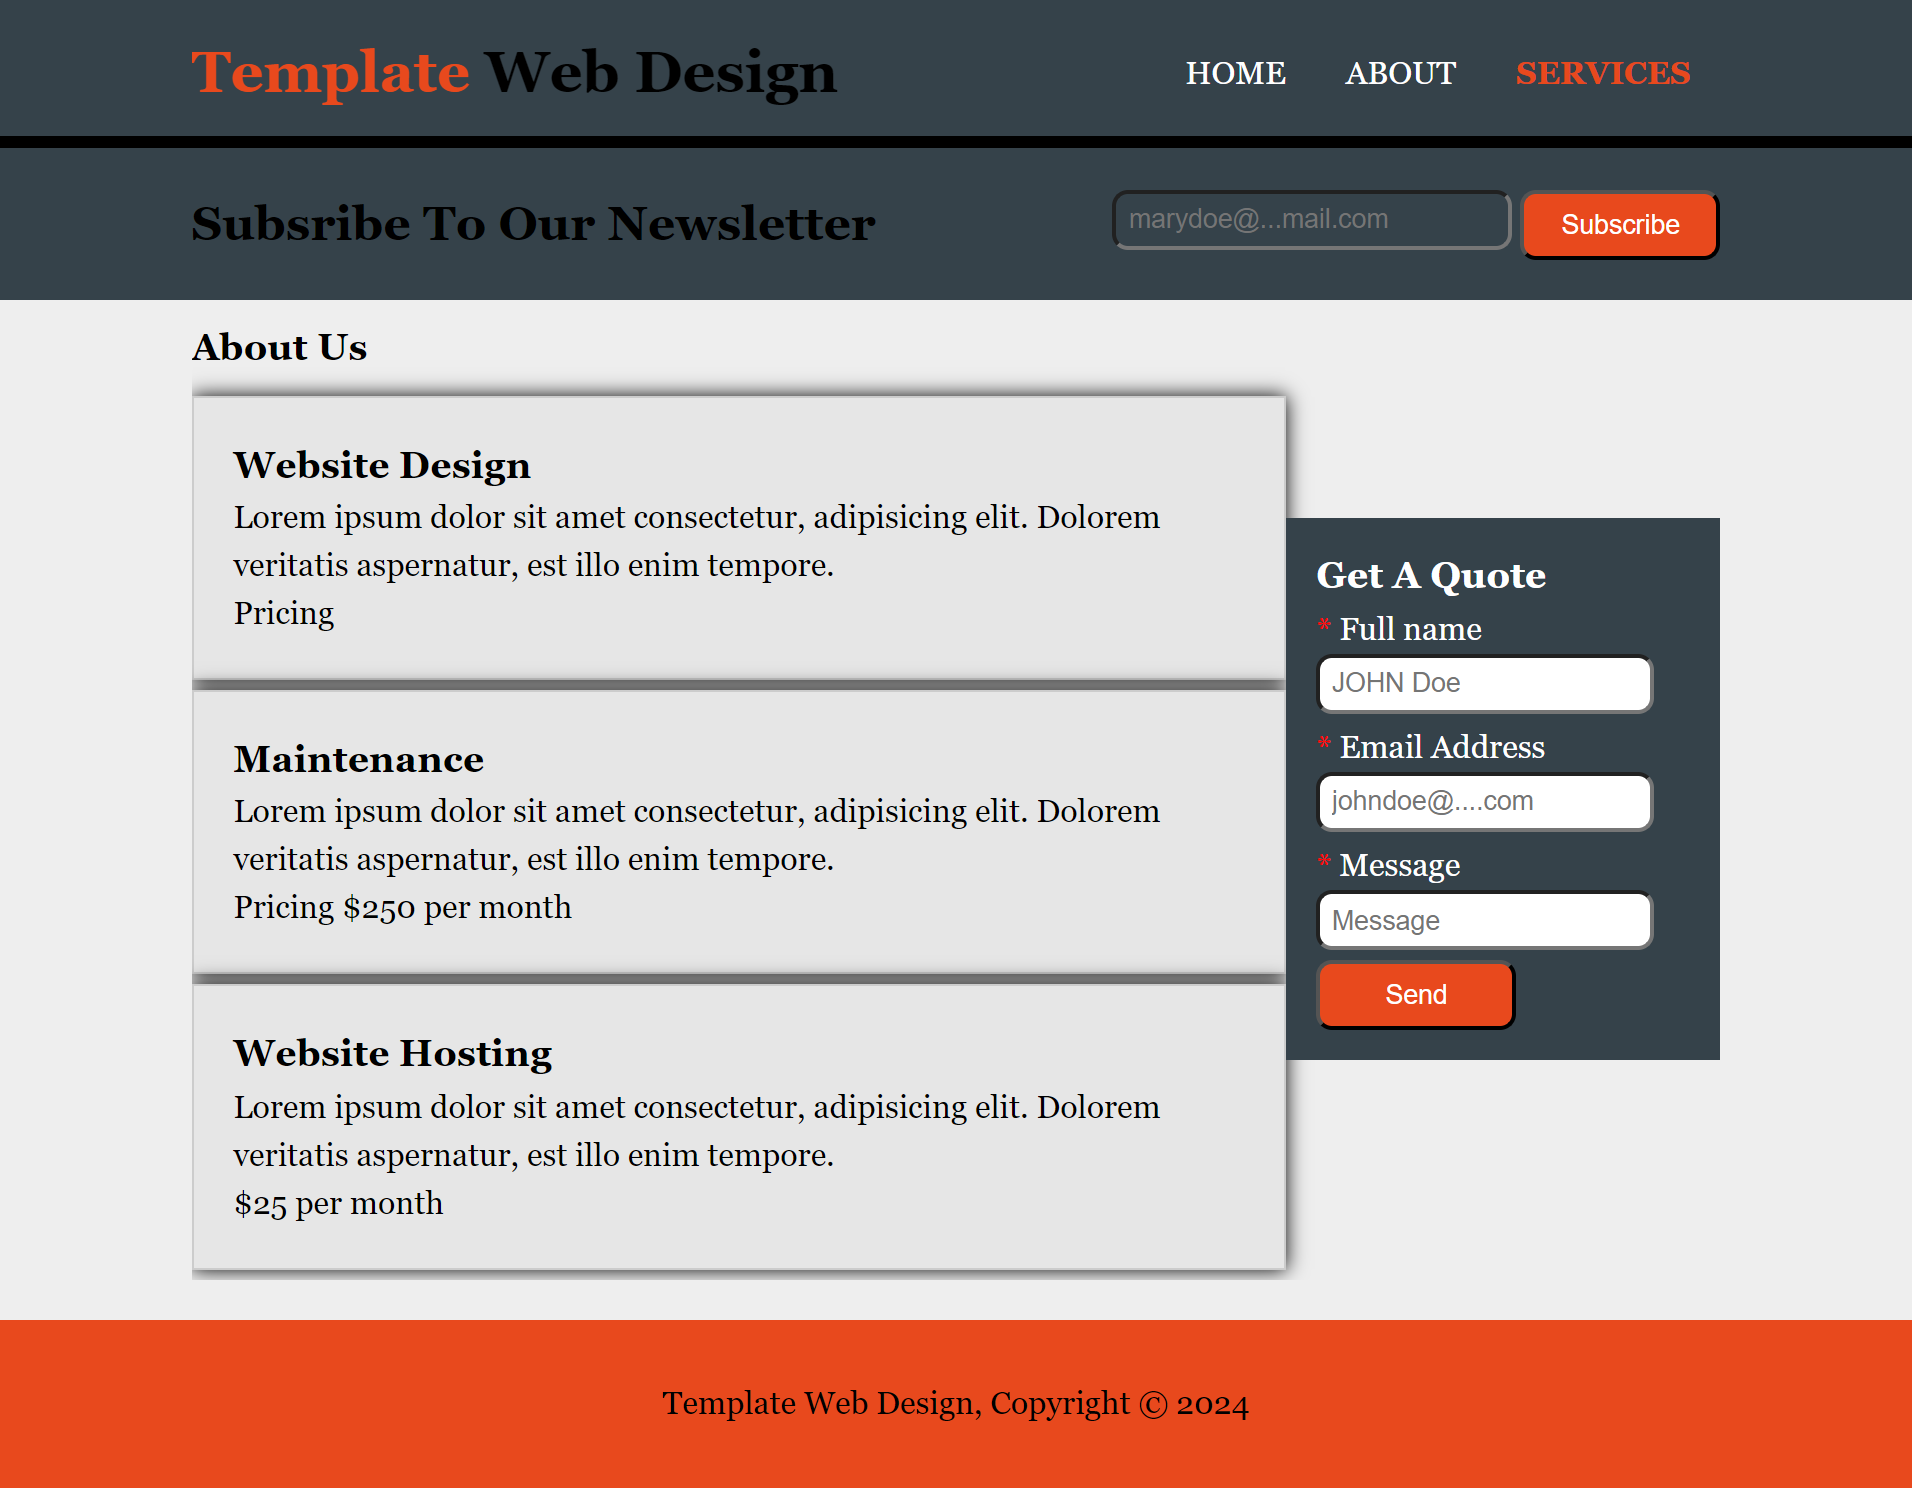 Template Web Design
HOME ABOUT SERVICES
Subsribe To Our Newsletter
marydoe@...mail.com
Subscribe
About Us
Website Design
Lorem ipsum dolor sit amet consectetur, adipisicing elit. Dolorem
veritatis aspernatur, est illo enim tempore.
Pricing
Maintenance
Lorem ipsum dolor sit amet consectetur, adipisicing elit. Dolorem
veritatis aspernatur, est illo enim tempore.
Pricing $250 per month
Website Hosting
Lorem ipsum dolor sit amet consectetur, adipisicing elit. Dolorem
veritatis aspernatur, est illo enim tempore.
$25 per month
Get A Quote
* Full name
JOHN Doe
* Email Address
johndoe@....com
* Message
Message
Send
Template Web Design, Copyright © 2024